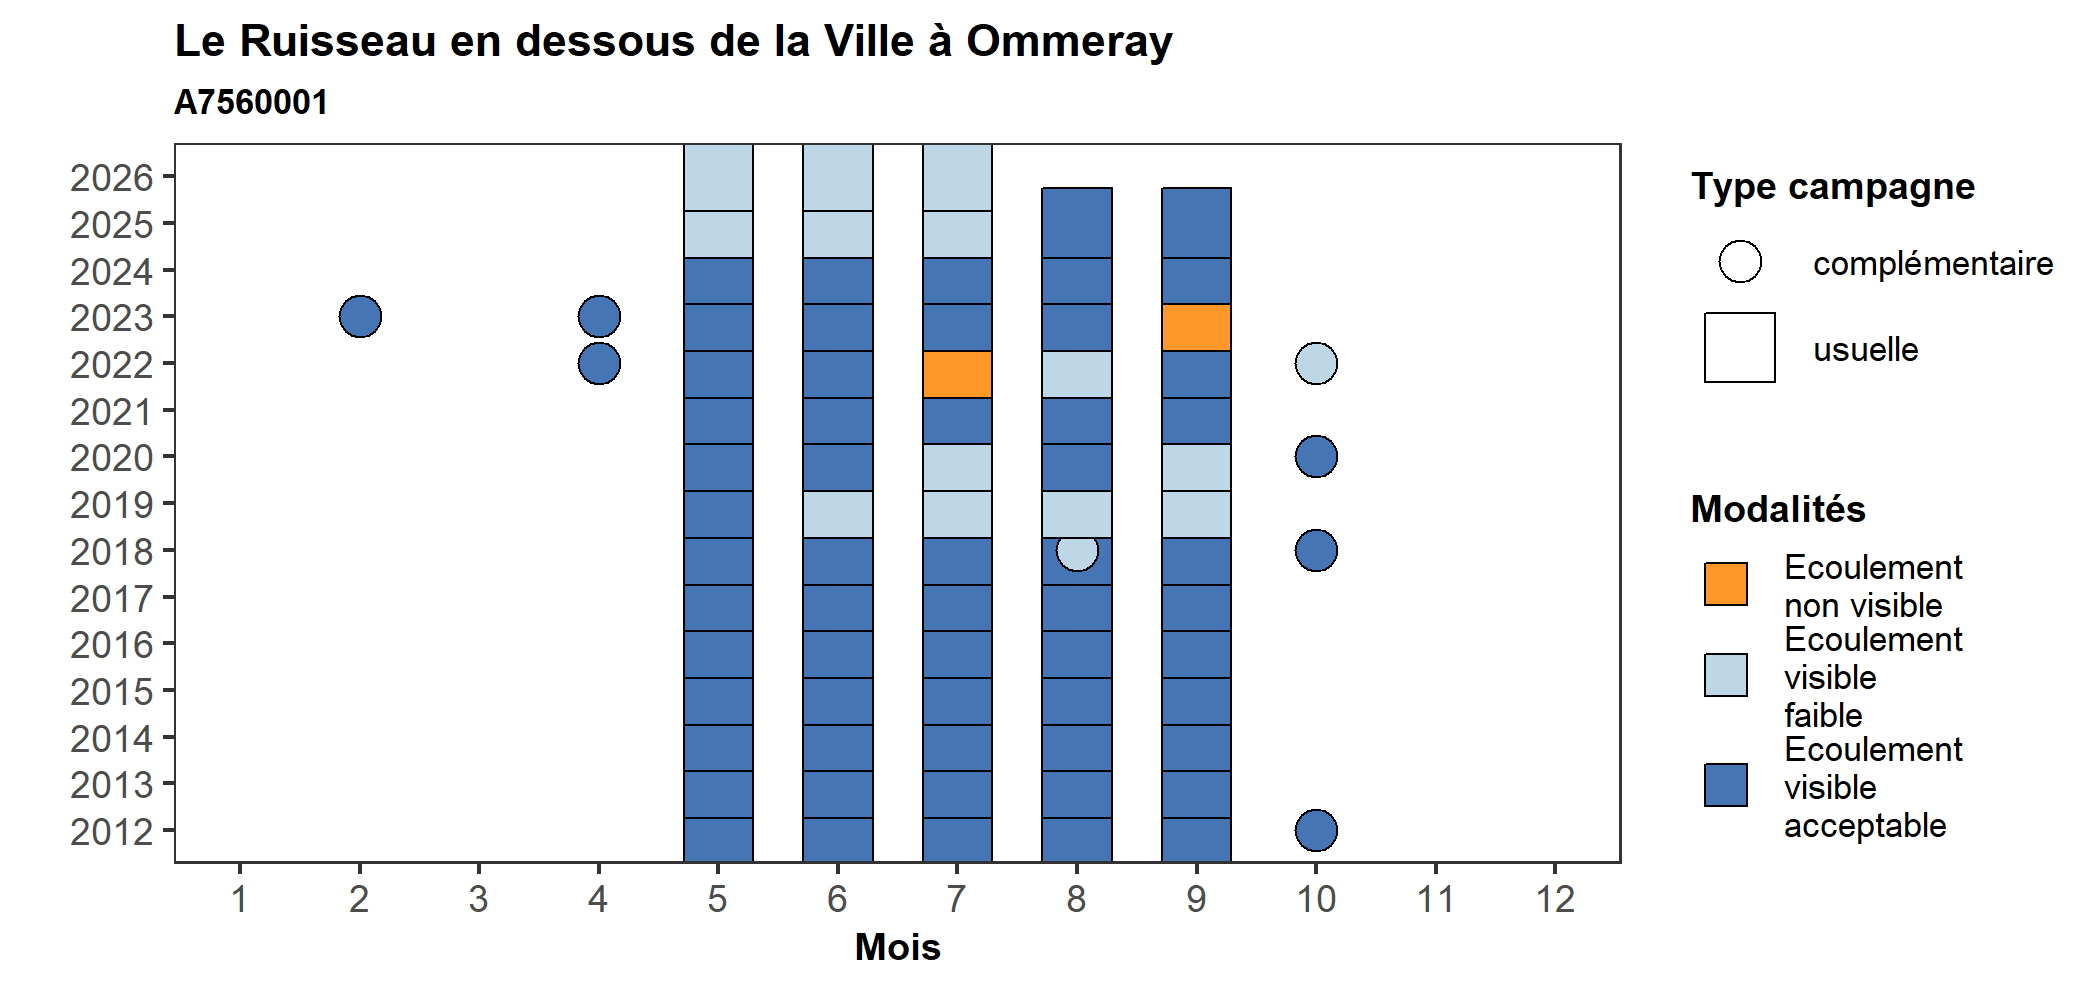 Le Ruisseau en dessous de la Ville à Ommeray
A7560001
2026
2025
2024
2023
2022
2021
2020
2019
2018
2017
2016
2015
2014
2013
2012
1 2 3 4 5 6 7 8 9 10 11 12
Mois
Type campagne
complémentaire
usuelle
Modalités
Ecoulement
non visible
Ecoulement
visible
faible
Ecoulement
visible
acceptable